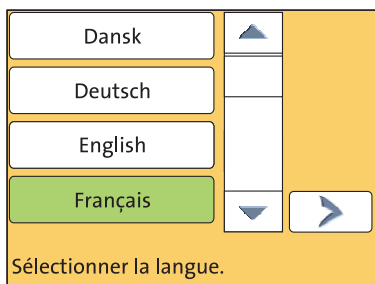 Dansk
Deutsch
English
Français
Sélectionner la langue.